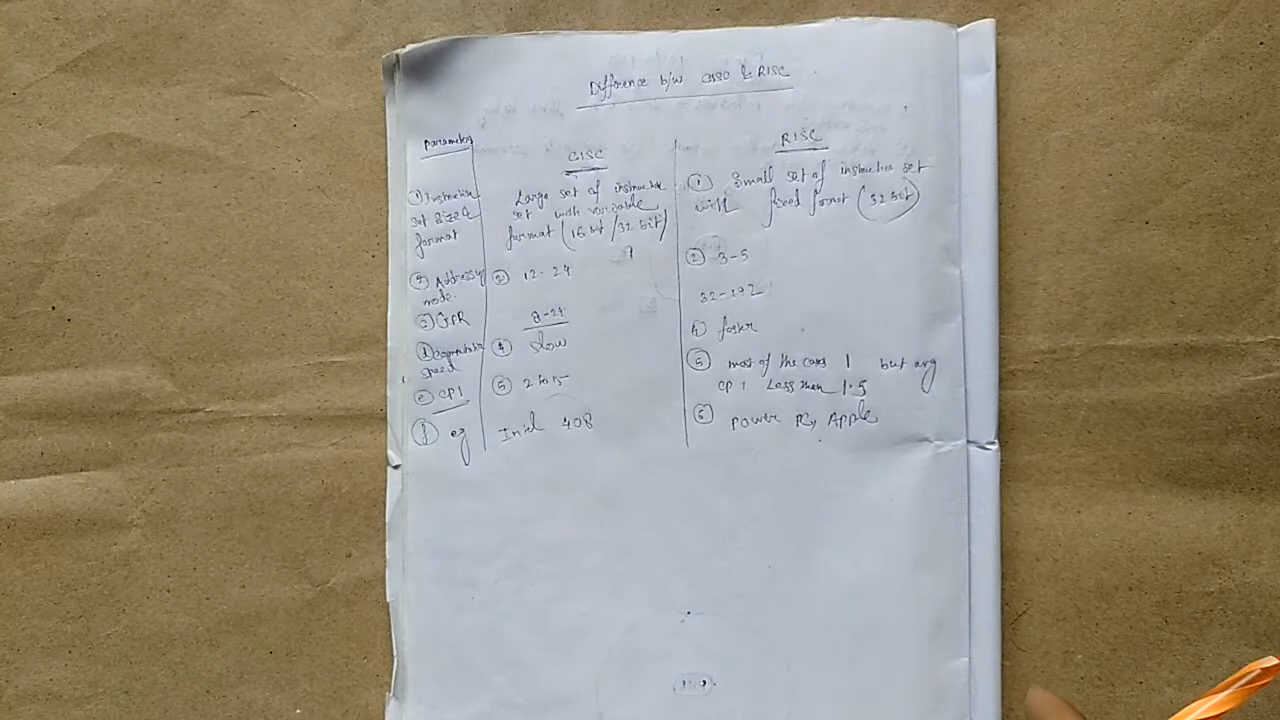 Difference b/w CISC & RISC
Parameters
CISC
RISC
① Instruction
set size &
format
Large set of instruction
set with variable
format (16 bit / 32 bit)
① Small set of instruction set
with fixed format (32 bit)
② Addressing
mode.
② 12-24
② 3-5
③ GPR
8-24
32-192
④ computation
speed
④ slow
④ faster
⑤ CPI
⑤ 2 to 15
⑤ most of the cases 1 but avg
CPI Less than 1.5
eg
Intel
⑥ Power PC, Apple